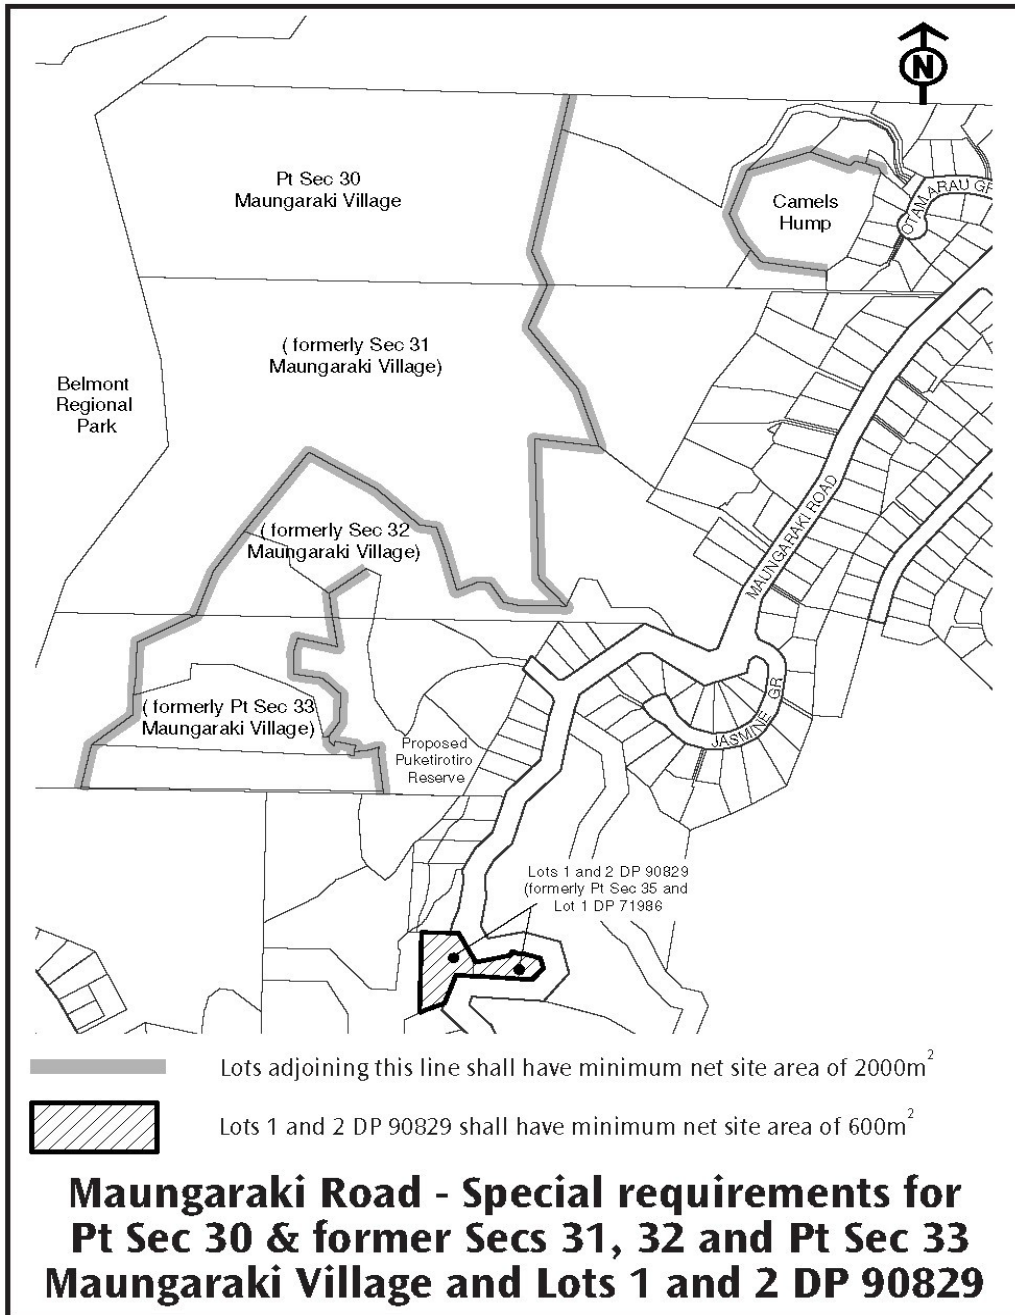 N
Pt Sec 30
Maungaraki Village
Camels
Hump
OTAMARAU GR
( formerly Sec 31
Maungaraki Village)
Belmont
Regional
Park
( formerly Sec 32
Maungaraki Village)
MAUNGARAKI ROAD
( formerly Pt Sec 33
Maungaraki Village)
JASMINE GR
Proposed
Puketirotiro
Reserve
Lots 1 and 2 DP 90829
(formerly Pt Sec 35 and
Lot 1 DP 71986
Lots adjoining this line shall have minimum net site area of 2000m²
Lots 1 and 2 DP 90829 shall have minimum net site area of 600m²
Maungaraki Road - Special requirements for
Pt Sec 30 & former Secs 31, 32 and Pt Sec 33
Maungaraki Village and Lots 1 and 2 DP 90829